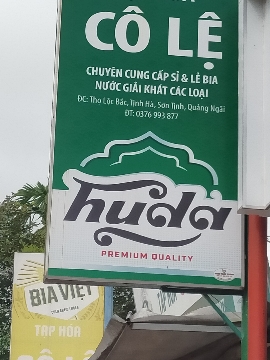 CÔ LỆ
CHUYÊN CUNG CẤP SỈ & LẺ BIA
NƯỚC GIẢI KHÁT CÁC LOẠI
ĐC: Thọ Lộc Bắc, Tịnh Hà, Sơn Tịnh, Quảng Ngãi
ĐT: 0376 993 877
huda
PREMIUM QUALITY
BIA VIỆT
TẠP HÓA